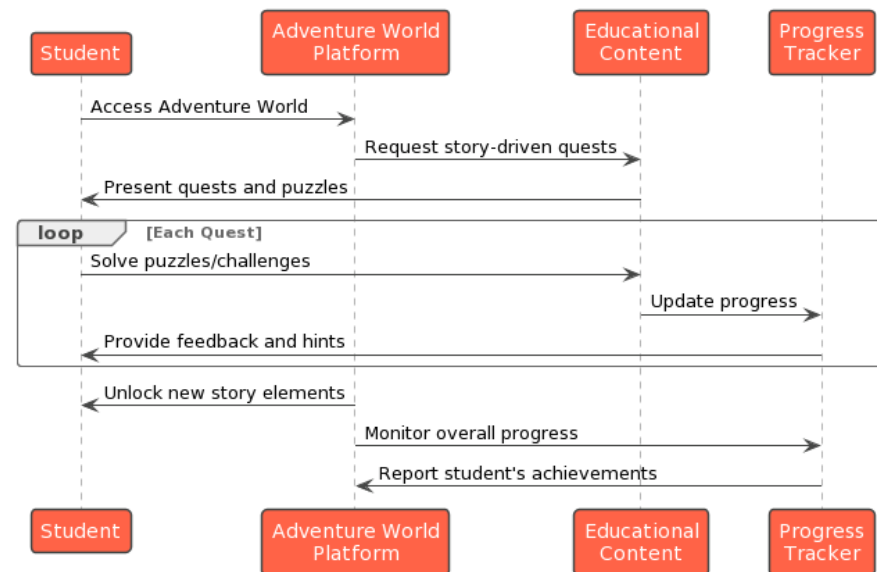 Student
Adventure World
Platform
Educational
Content
Progress
Tracker
Access Adventure World
Request story-driven quests
Present quests and puzzles
loop
[Each Quest]
Solve puzzles/challenges
Update progress
Provide feedback and hints
Unlock new story elements
Monitor overall progress
Report student's achievements
Student
Adventure World
Platform
Educational
Content
Progress
Tracker